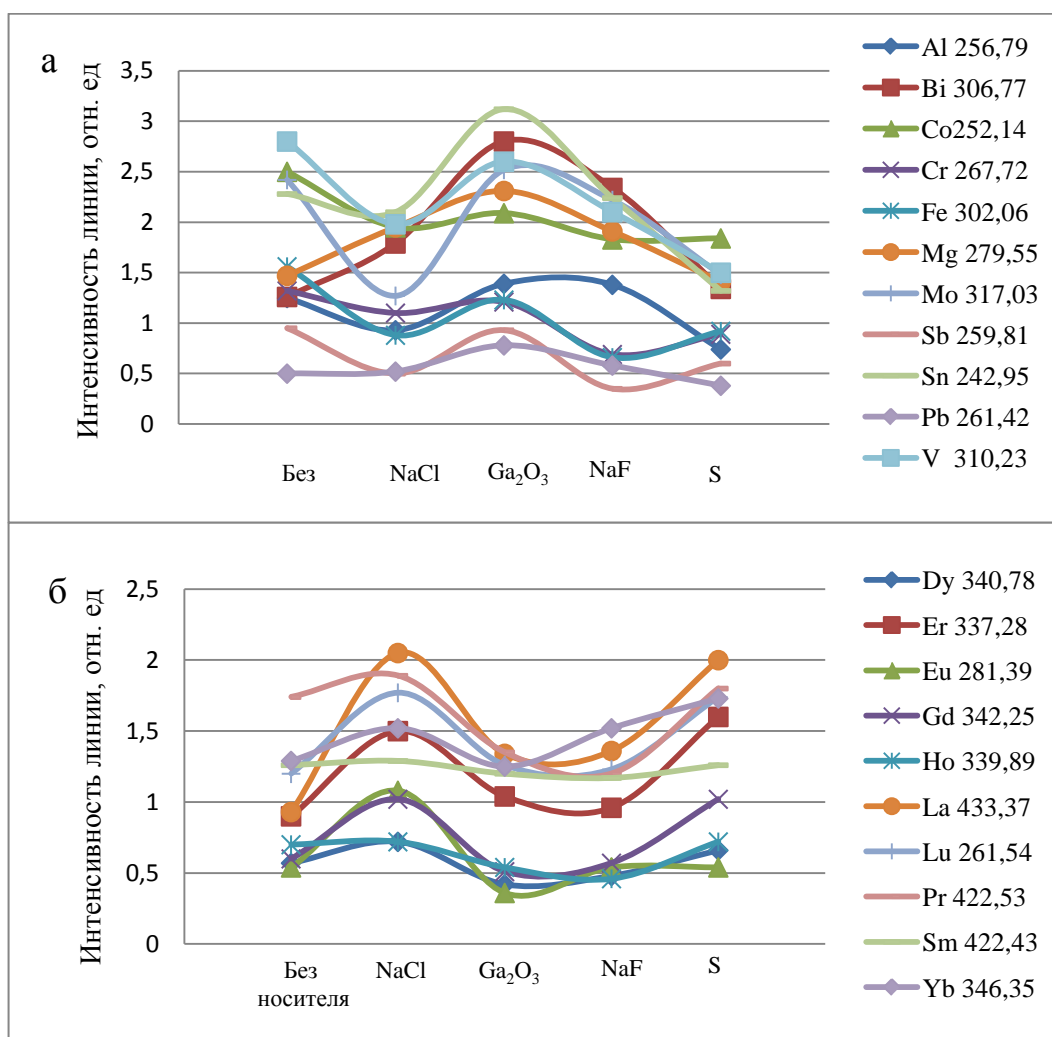 а
Интенсивность линии, отн. ед
3,5
3
2,5
2
1,5
1
0,5
0
Без
NaCl
Ga₂O₃
NaF
S
Al 256,79
Bi 306,77
Co252,14
Cr 267,72
Fe 302,06
Mg 279,55
Mo 317,03
Sb 259,81
Sn 242,95
Pb 261,42
V 310,23
б
Интенсивность линии, отн. ед
2,5
2
1,5
1
0,5
0
Без
носителя
NaCl
Ga₂O₃
NaF
S
Dy 340,78
Er 337,28
Eu 281,39
Gd 342,25
Ho 339,89
La 433,37
Lu 261,54
Pr 422,53
Sm 422,43
Yb 346,35